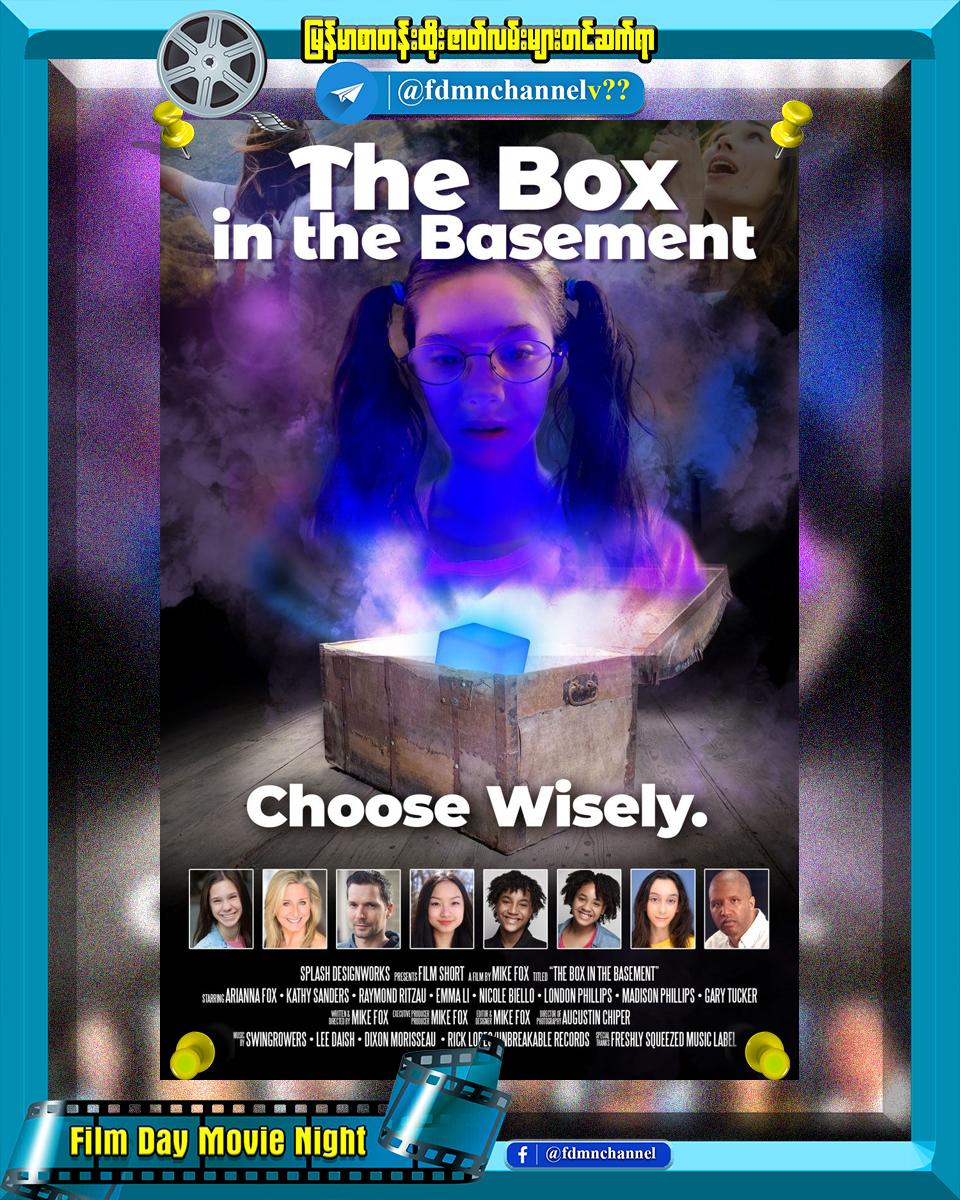 မြန်မာစာတန်းထိုးဇာတ်လမ်းများတင်ဆက်ရာ
@fdmnchannelv??
The Box
in the Basement
Choose Wisely.
SPLASH DESIGNWORKS PRESENTS FILM SHORT A FILM BY MIKE FOX TITLED "THE BOX IN THE BASEMENT"
STARRING ARIANNA FOX • KATHY SANDERS • RAYMOND RITZAU • EMMA LI • NICOLE BIELLO • LONDON PHILLIPS • MADISON PHILLIPS • GARY TUCKER
WRITTEN & DIRECTED BY MIKE FOX EXECUTIVE PRODUCER PRODUCER MIKE FOX EDITOR & DESIGNER MIKE FOX DIRECTOR OF PHOTOGRAPHY AUGUSTIN CHIPER
MUSIC BY SWINGROWERS • LEE DAISH • DIXON MORISSEAU • RICK UNBREAKABLE RECORDS SPECIAL THANKS FRESHLY SQUEEZED MUSIC LABEL
Film Day Movie Night
@fdmnchannel